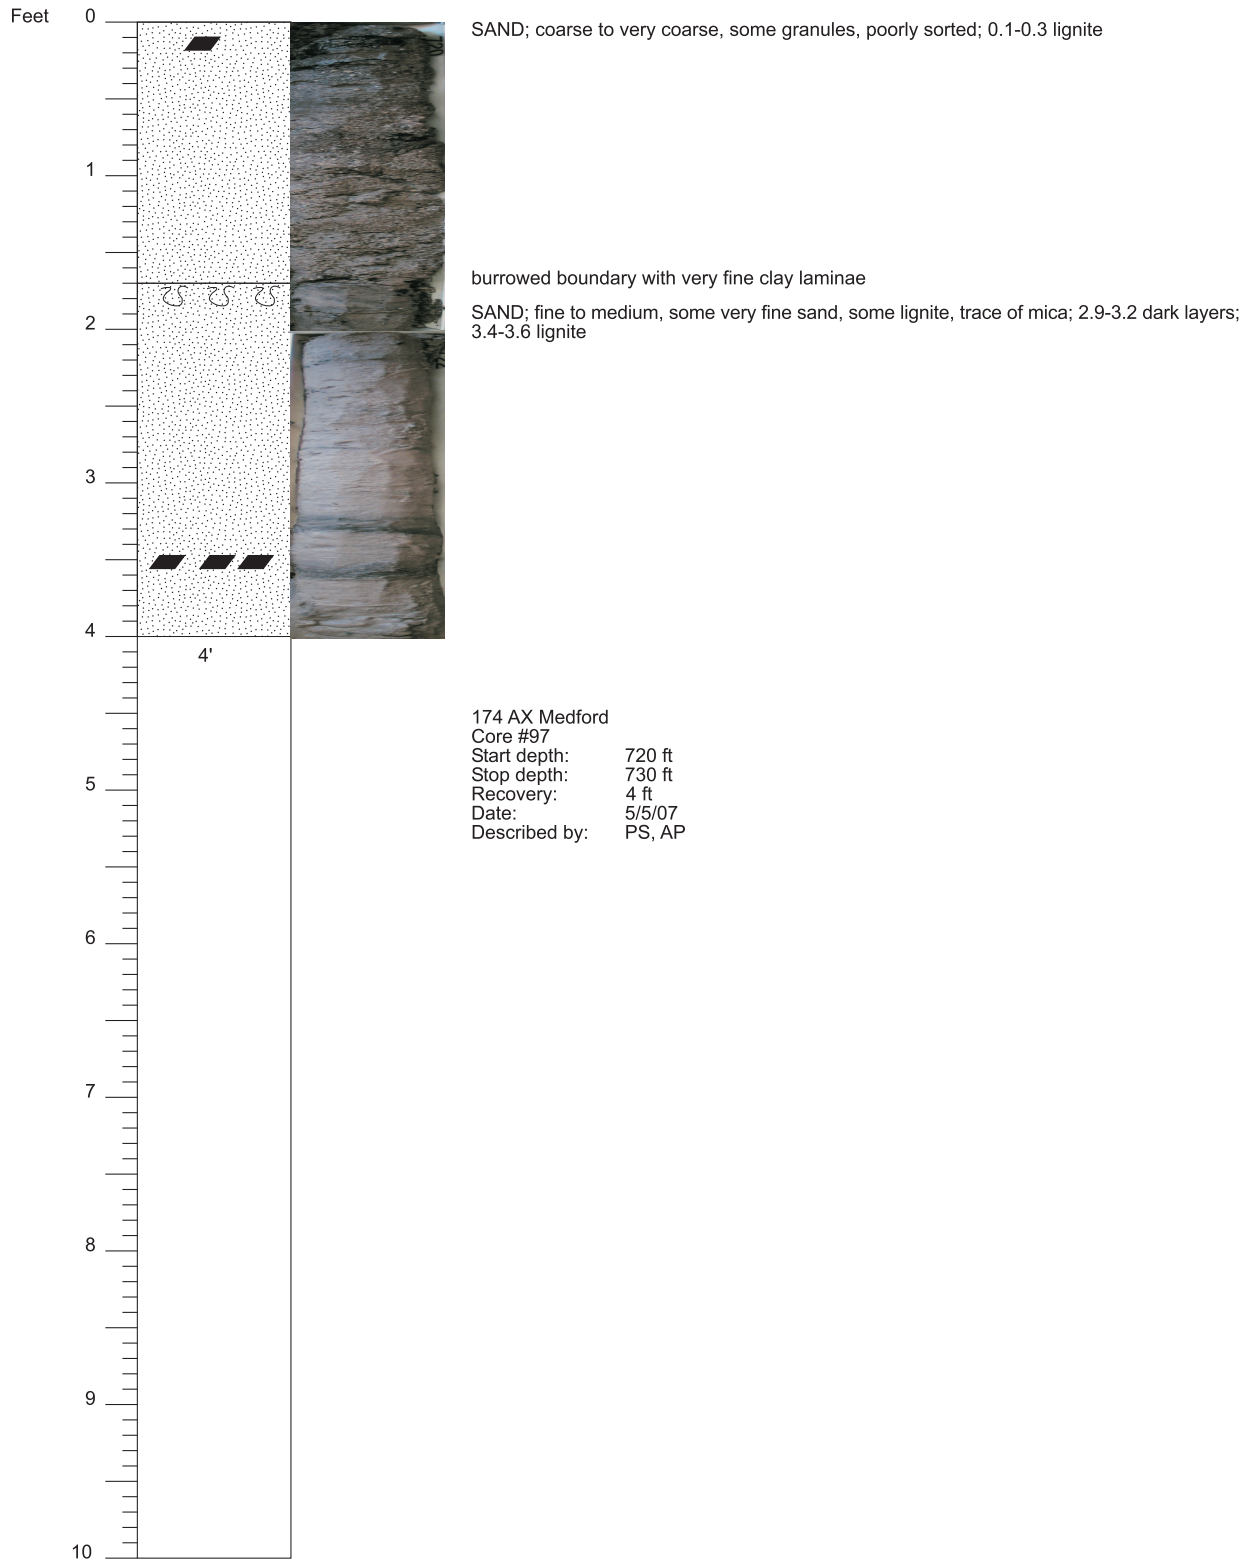 Feet
0
SAND; coarse to very coarse, some granules, poorly sorted; 0.1-0.3 lignite
1
burrowed boundary with very fine clay laminae
SAND; fine to medium, some very fine sand, some lignite, trace of mica; 2.9-3.2 dark layers;
2
3.4-3.6 lignite
3
4
4'
174 AX Medford
Core #97
Start depth: 720 ft
Stop depth: 730 ft
5
Recovery: 4 ft
Date: 5/5/07
Described by: PS, AP
6
7
8
9
10